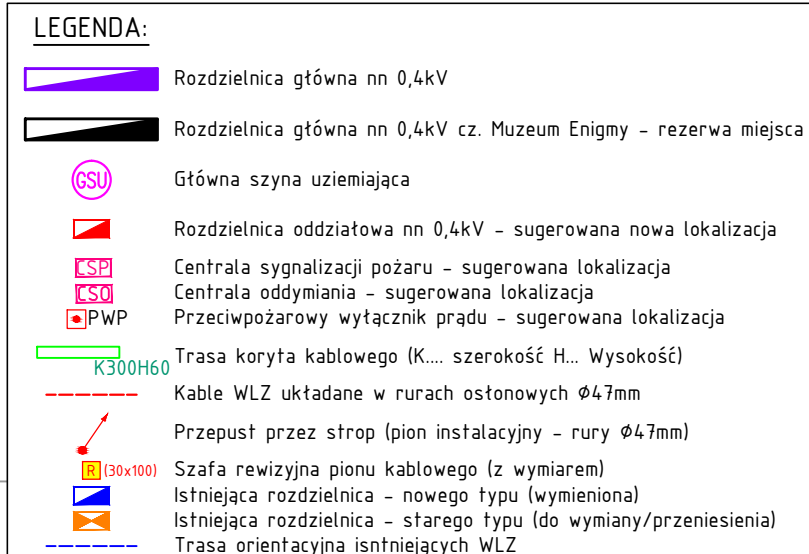 LEGENDA:
Rozdzielnica główna nn 0,4kV
Rozdzielnica główna nn 0,4kV cz. Muzeum Enigmy - rezerwa miejsca
GSU Główna szyna uziemiająca
Rozdzielnica oddziałowa nn 0,4kV - sugerowana nowa lokalizacja
CSP Centrala sygnalizacji pożaru - sugerowana lokalizacja
CSO Centrala oddymiania - sugerowana lokalizacja
PWP Przeciwpożarowy wyłącznik prądu - sugerowana lokalizacja
K300H60 Trasa koryta kablowego (K.... szerokość H... Wysokość)
Kable WLZ układane w rurach osłonowych Ø47mm
Przepust przez strop (pion instalacyjny - rury Ø47mm)
R (30x100) Szafa rewizyjna pionu kablowego (z wymiarem)
Istniejąca rozdzielnica - nowego typu (wymieniona)
Istniejąca rozdzielnica - starego typu (do wymiany/przeniesienia)
Trasa orientacyjna isntniejących WLZ